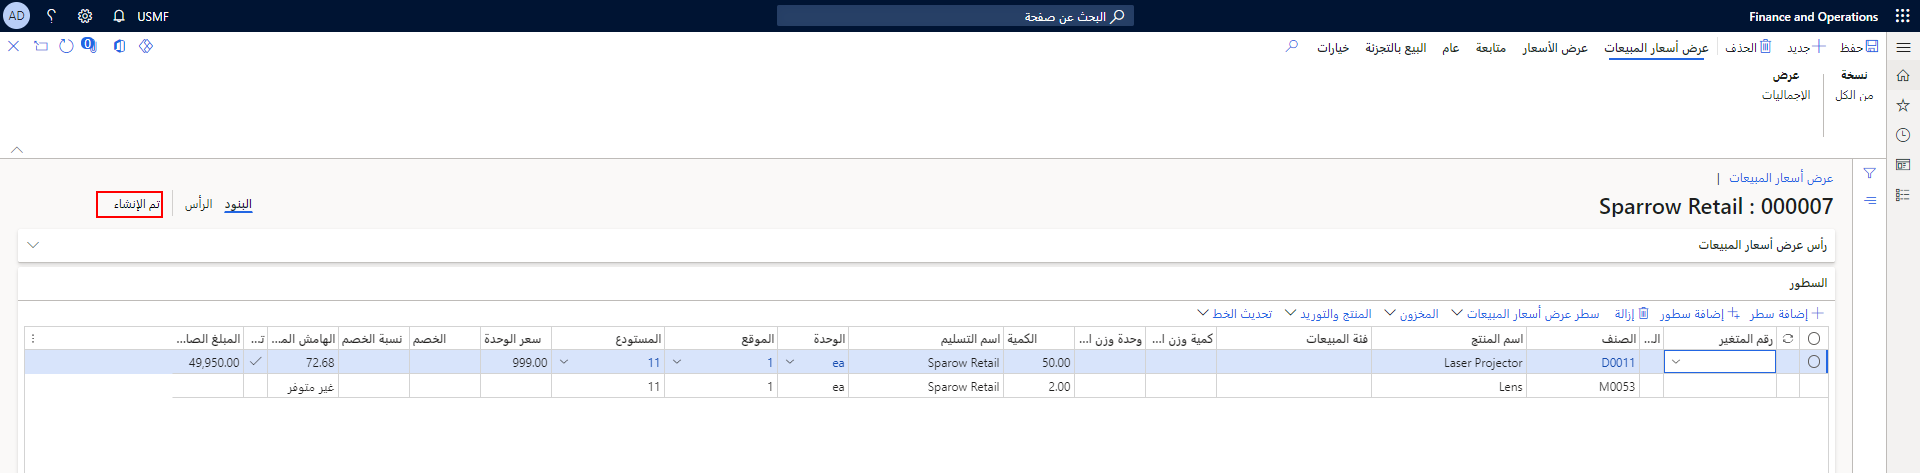 Finance and Operations
البحث عن صفحة
USMF
؟
AD
حفظ
جديد
الحذف
عرض أسعار المبيعات
عرض الأسعار
متابعة
عام
البيع بالتجزئة
خيارات
0
نسخة
من الكل
عرض
الإجماليات
عرض أسعار المبيعات |
Sparrow Retail : 000007
البنود
الرأس
تم الإنشاء
رأس عرض أسعار المبيعات
السطور
إضافة سطر
إضافة سطور
إزالة
سطر عرض أسعار المبيعات
المخزون
المنتج والتوريد
تحديث الخط
رقم المتغير ال... الصنف اسم المنتج فئة المبيعات كمية وزن ا... وحدة وزن ا... الكمية اسم التسليم الوحدة الموقع المستودع سعر الوحدة الخصم نسبة الخصم الهامش الم... ت... المبلغ الصا...
D0011 Laser Projector 50.00 Sparow Retail ea 1 11 999.00 72.68 49,950.00
M0053 Lens 2.00 Sparow Retail ea 1 11 غير متوفر